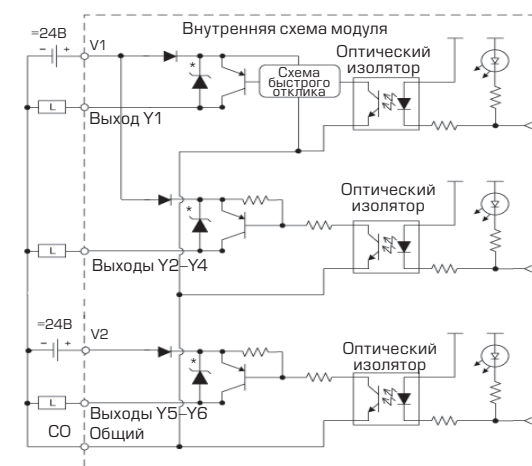 =24В
V1
Внутренняя схема модуля
Оптический
изолятор
*
Схема
быстрого
отклика
L
Выход Y1
Оптический
изолятор
*
L
Выходы Y2–Y4
=24В
V2
Оптический
изолятор
*
L
Выходы Y5–Y6
C0 Общий